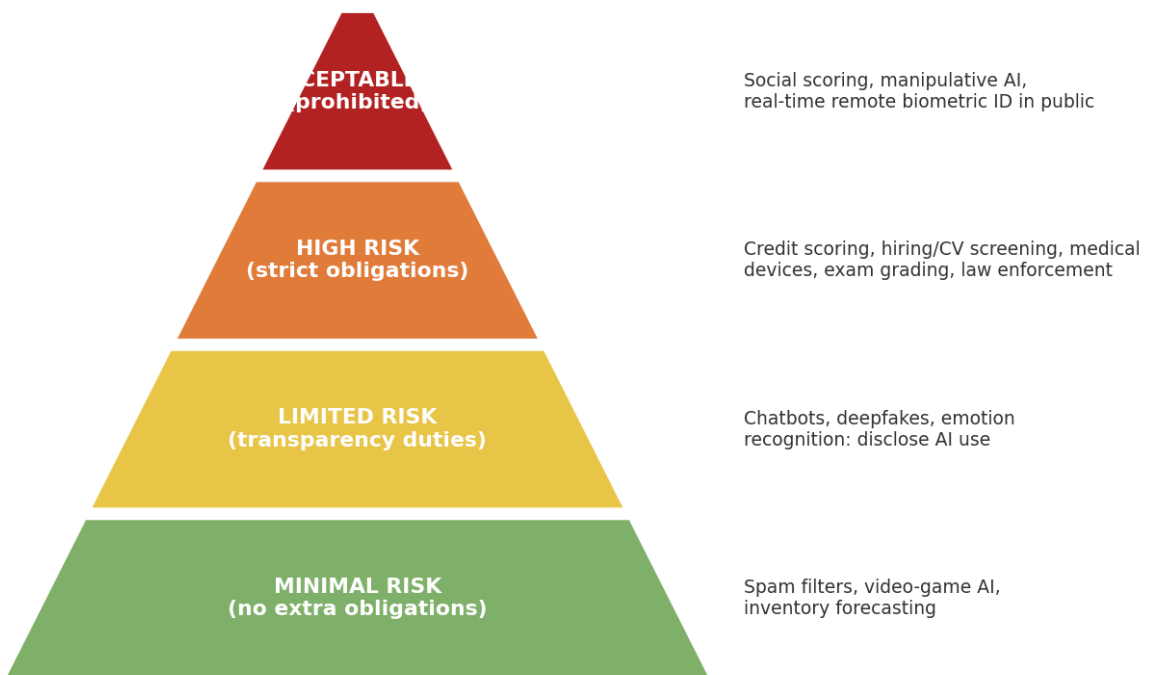 CEPTABL
prohibited
Social scoring, manipulative AI,
real-time remote biometric ID in public
HIGH RISK
(strict obligations)
Credit scoring, hiring/CV screening, medical
devices, exam grading, law enforcement
LIMITED RISK
(transparency duties)
Chatbots, deepfakes, emotion
recognition: disclose AI use
MINIMAL RISK
(no extra obligations)
Spam filters, video-game AI,
inventory forecasting